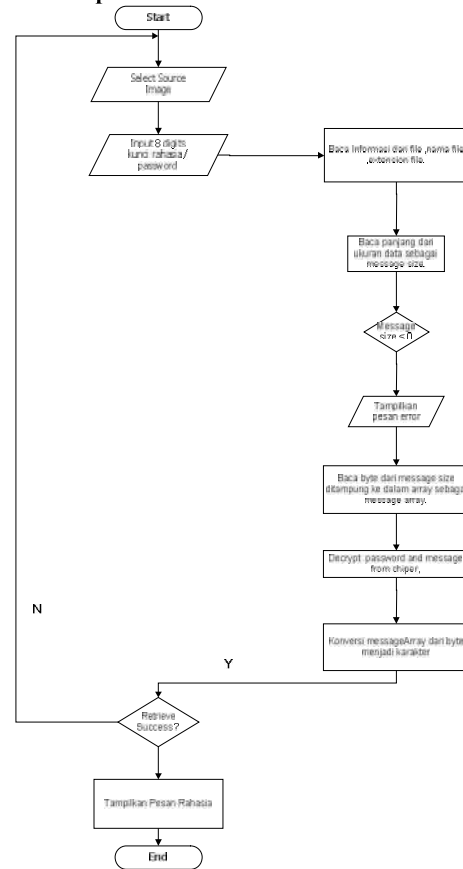 Start
Select Source
Image
Input 8 digits
kunci rahasia/
password
Baca Informasi dari file ,nama file
,extension file.
Baca panjang dari
ukuran data sebagai
message size.
Message
size < 0
Tampilkan
pesan error
Baca byte dari message size
ditampung ke dalam array sebagai
message array.
Decrypt password and message
from chiper,
Konversi messageArray dari byte
menjadi karakter
N
Y
Retrieve
Success?
Tampilkan Pesan Rahasia
End